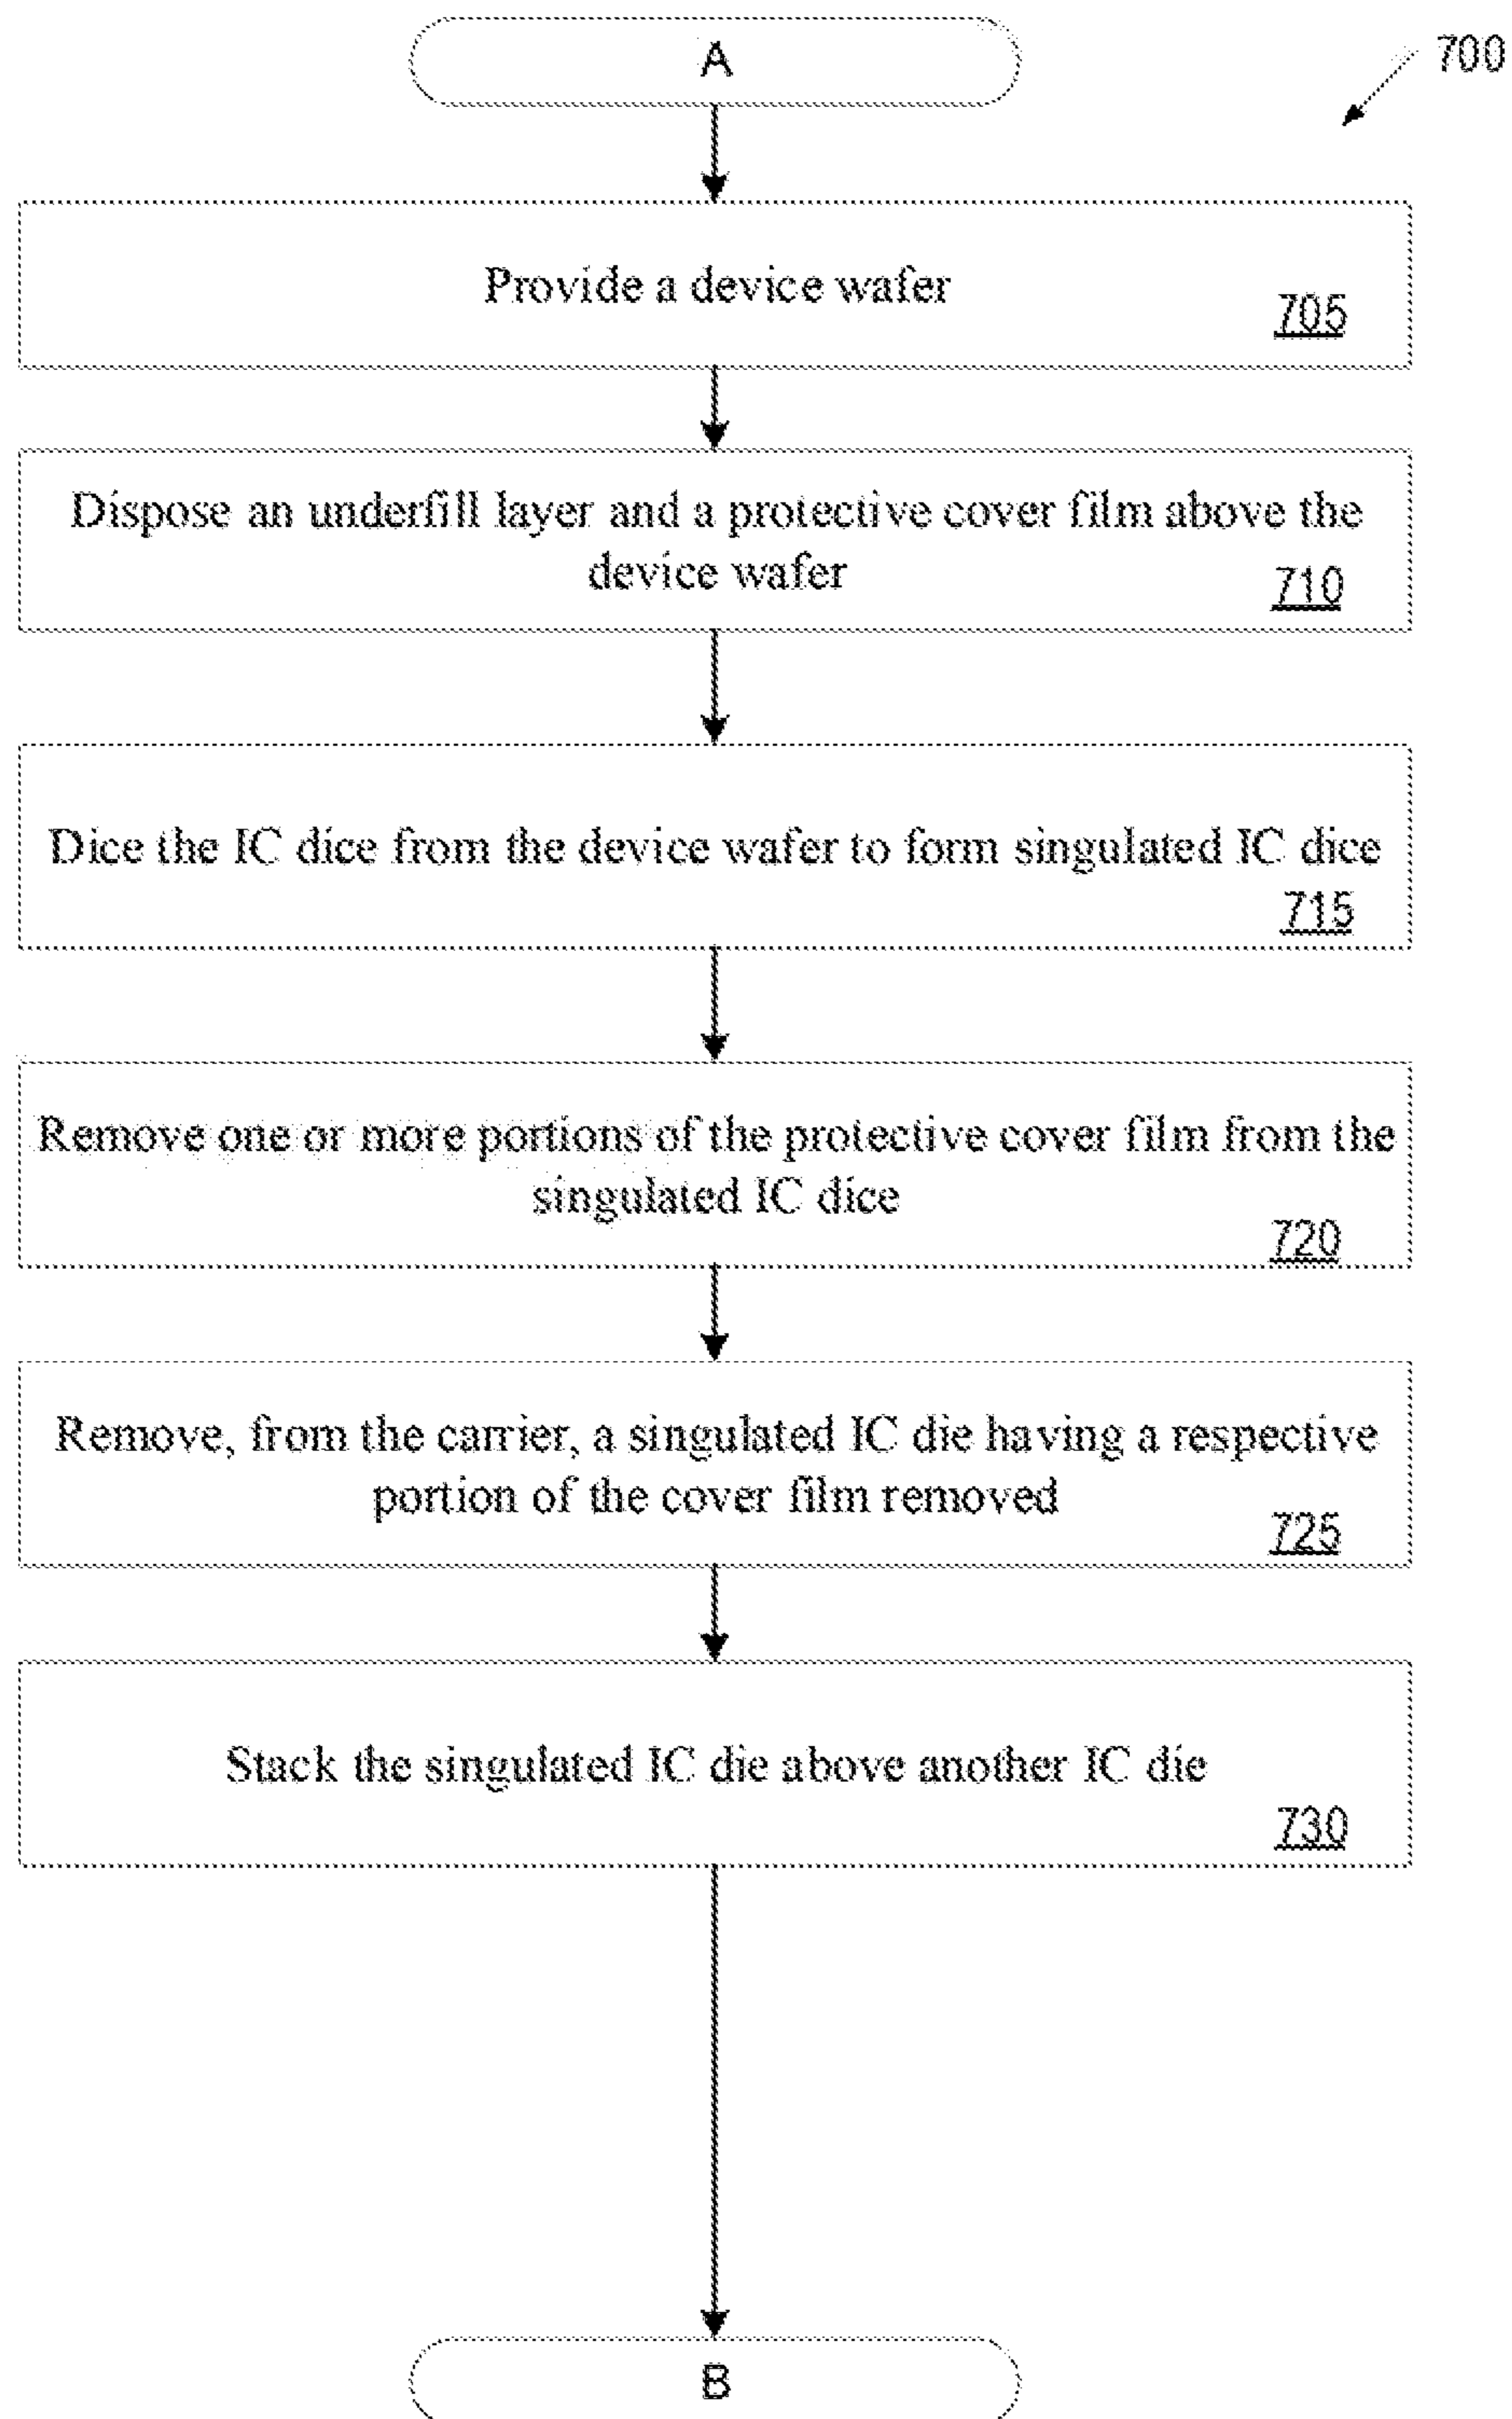 A
700
Provide a device wafer
705
Dispose an underfill layer and a protective cover film above the
device wafer
710
Dice the IC dice from the device wafer to form singulated IC dice
715
Remove one or more portions of the protective cover film from the
singulated IC dice
720
Remove, from the carrier, a singulated IC die having a respective
portion of the cover film removed
725
Stack the singulated IC die above another IC die
730
B